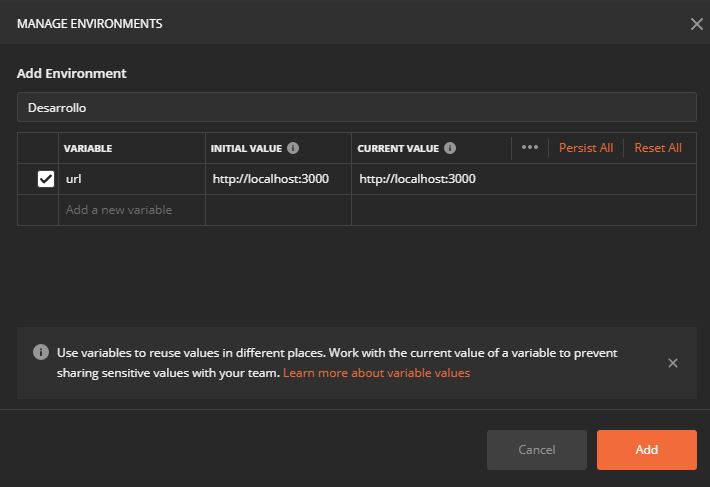 MANAGE ENVIRONMENTS
Add Environment
Desarrollo
VARIABLE INITIAL VALUE CURRENT VALUE Persist All Reset All
url http://localhost:3000 http://localhost:3000
Add a new variable
Use variables to reuse values in different places. Work with the current value of a variable to prevent
sharing sensitive values with your team. Learn more about variable values
Cancel Add